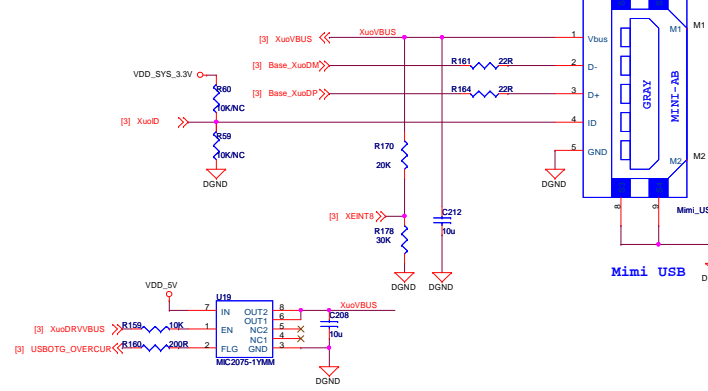 M1
[3] XuoVBUS XuoVBUS 1 Vbus M1
[3] Base_XuoDM R161 22R 2 D-
VDD_SYS_3.3V
R60
[3] Base_XuoDP R164 22R 3 D+
10K/NC
GRAY
MINI-AB
[3] XuoID 4 ID
R59
10K/NC
R170
20K
5 GND
M2
M2
DGND
DGND
[3] XEINT8
C212
10u
R178
30K
8 9
Mimi_US
Mimi USB
D
DGND DGND
VDD_5V
U19
7 IN OUT2 8 XuoVBUS
OUT1 6
[3] XuoDRVVBUS R159 10K 1 EN NC2 5
C208
10u
NC1 4
[3] USBOTG_OVERCUR R160 200R 2 FLG GND 3
MIC2075-1YMM
DGND